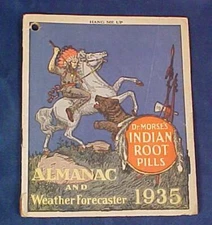 HANG ME UP
DR MORSE'S
INDIAN
ROOT
PILLS
ALMANAC
AND
Weather Forecaster 1935